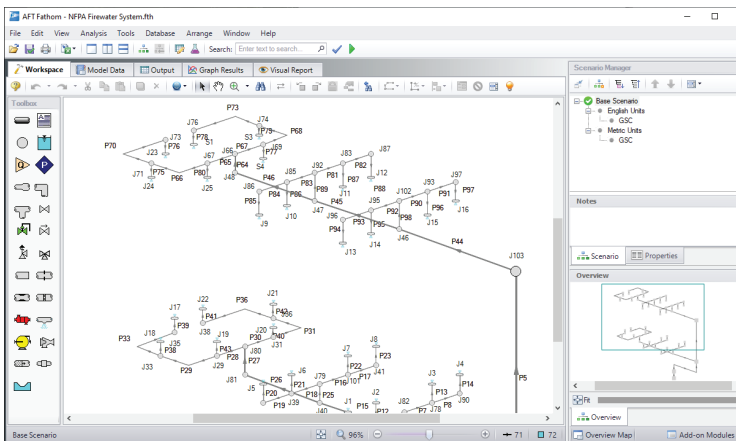 AFT Fathom - NFPA Firewater System.fth
File Edit View Analysis Tools Database Arrange Window Help
Search: Enter text to search...
Workspace Model Data Output Graph Results Visual Report
Toolbox
P73
J76 J74
P79 P68
P78
S1 S3
J73
P76
P70 J23
J69
P77
J66 P67
S4
J67 P65
P64
J71 P75 P80
J48
P66
J24 J25
P46
J83 J87
J92 P81 P82
J85 P83 P87 J88
J86 P84 P86 P89 J11 J12
P85 P45
J9 J10 J47
J97
J93 P91 P97
J102 P90 P96 J16
J95 P92 P98 J15
J96 P93 P95
P94 J46
J13 J14
P44
J103
J17 J22 J21
P36
P41 P42 J36
J38 P31
J18 P39 J19 J20
P33 J35 P30 P40
P38 P43 J31
P28 J80
J33 J29 P27
P29 J81
P26
J7 J8
J6 P22 P23
J5 J79 P16 P17 J41
P20 P21 J101
P18
P19 J39 P25
J40
J3 J4
J1 J2 P13 P14
P15 J82 P8 J90
P12 P7 J78
P5
Base Scenario 96% 71 72
Scenario Manager
Base Scenario
English Units
GSC
Metric Units
GSC
Notes
Scenario Properties
Overview
Fit
Overview
Overview Map Add-on Modules